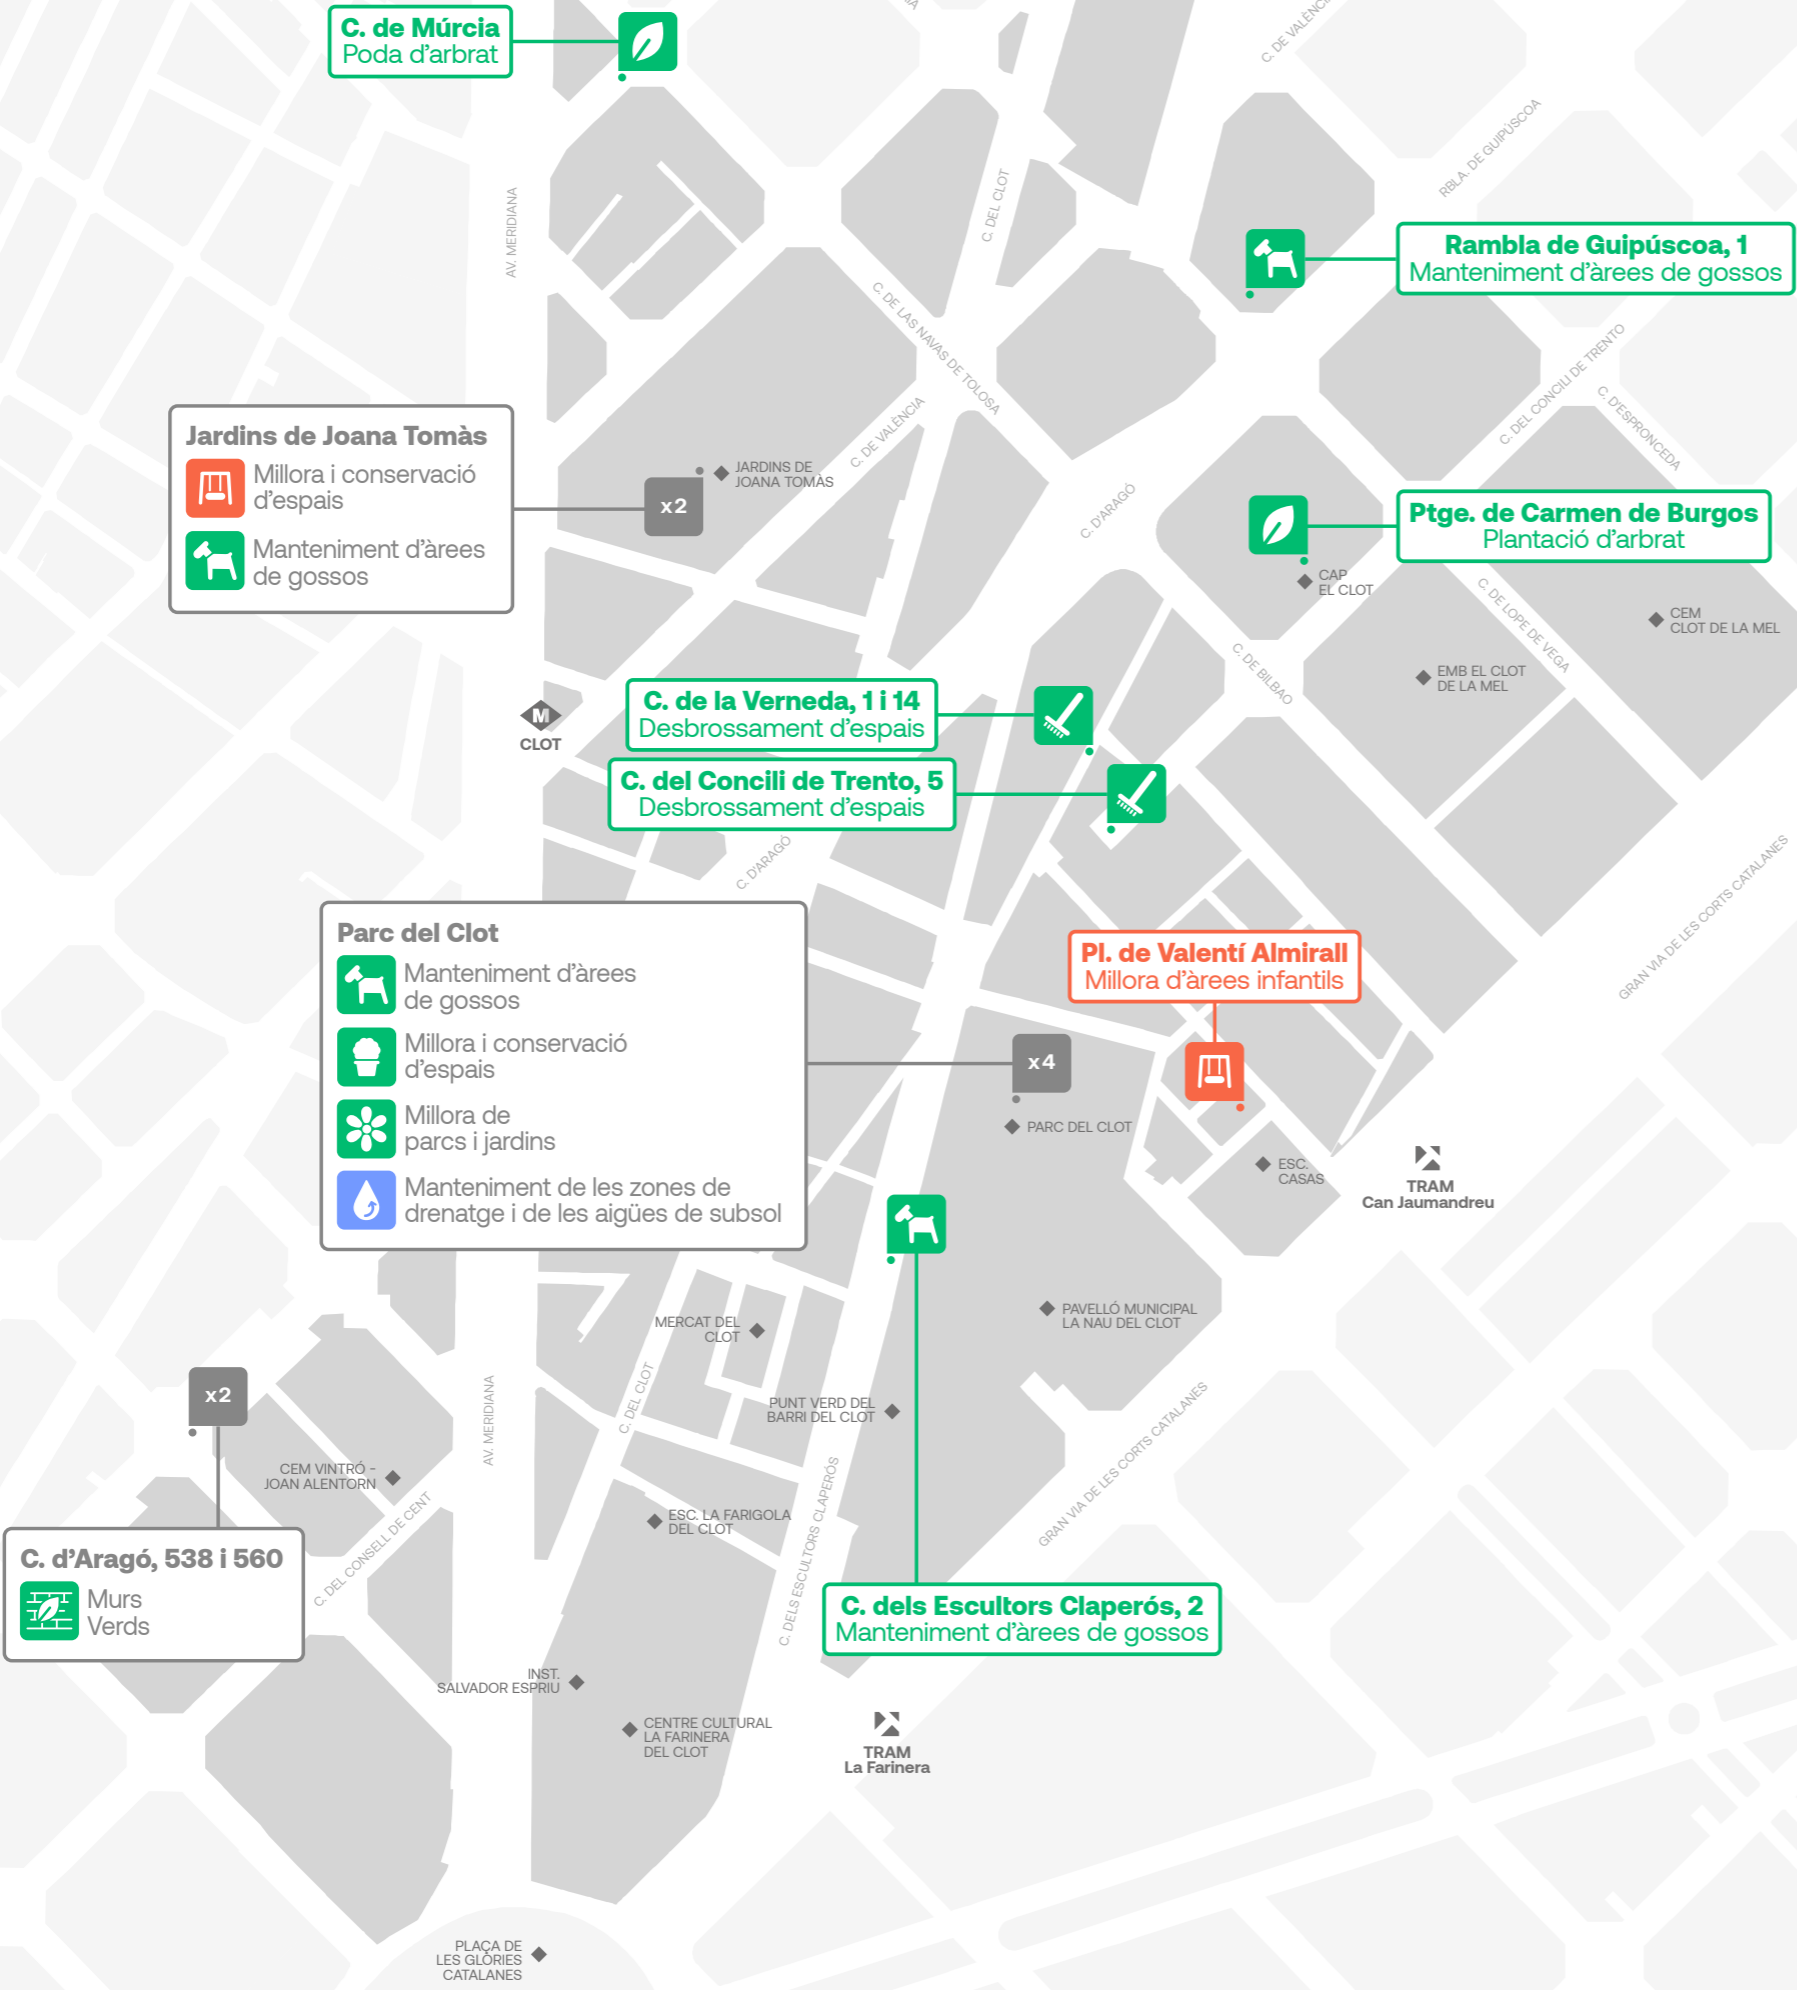 C. de Múrcia
Poda d'arbrat
C. DE VALÈNCIA
RBLA. DE GUIPÚSCOA
AV. MERIDIANA
C. DEL CLOT
Rambla de Guipúscoa, 1
Manteniment d'àrees de gossos
C. DE LAS NAVAS DE TOLOSA
C. DEL CONCILI DE TRENTO
C. D'ESPRONCEDA
Jardins de Joana Tomàs
Millora i conservació
d'espais
Manteniment d'àrees
de gossos
x2
JARDINS DE
JOANA TOMÀS
C. DE VALÈNCIA
C. D'ARAGÓ
Ptge. de Carmen de Burgos
Plantació d'arbrat
CAP
EL CLOT
C. DE LOPE DE VEGA
CEM
CLOT DE LA MEL
C. DE BILBAO
EMB EL CLOT
DE LA MEL
M
CLOT
C. de la Verneda, 1 i 14
Desbrossament d'espais
C. del Concili de Trento, 5
Desbrossament d'espais
C. D'ARAGÓ
GRAN VIA DE LES CORTS CATALANES
Parc del Clot
Manteniment d'àrees
de gossos
Millora i conservació
d'espais
Millora de
parcs i jardins
Manteniment de les zones de
drenatge i de les aigües de subsol
Pl. de Valentí Almirall
Millora d'àrees infantils
x4
PARC DEL CLOT
ESC.
CASAS
TRAM
Can Jaumandreu
PAVELLÓ MUNICIPAL
LA NAU DEL CLOT
MERCAT DEL
CLOT
x2
AV. MERIDIANA
C. DEL CLOT
PUNT VERD DEL
BARRI DEL CLOT
GRAN VIA DE LES CORTS CATALANES
CEM VINTRÓ -
JOAN ALENTORN
C. DEL CONSELL DE CENT
ESC. LA FARIGOLA
DEL CLOT
C. DELS ESCULTORS CLAPERÓS
C. d'Aragó, 538 i 560
Murs
Verds
C. dels Escultors Claperós, 2
Manteniment d'àrees de gossos
INST.
SALVADOR ESPRIU
CENTRE CULTURAL
LA FARINERA
DEL CLOT
TRAM
La Farinera
PLAÇA DE
LES GLÒRIES
CATALANES